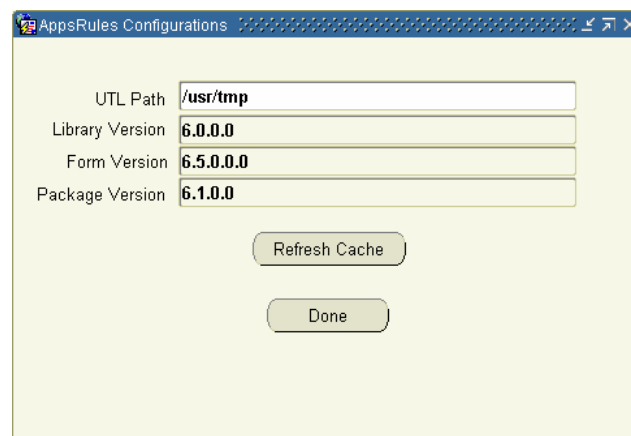 AppsRules Configurations
UTL Path /usr/tmp
Library Version 6.0.0.0
Form Version 6.5.0.0.0
Package Version 6.1.0.0
Refresh Cache
Done